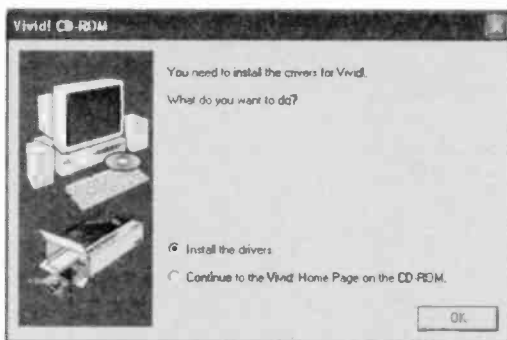 Vivid! CD-ROM
You need to install the drivers for Vivid!.
What do you want to do?
Install the drivers
Continue to the Vivid! Home Page on the CD-ROM.
OK